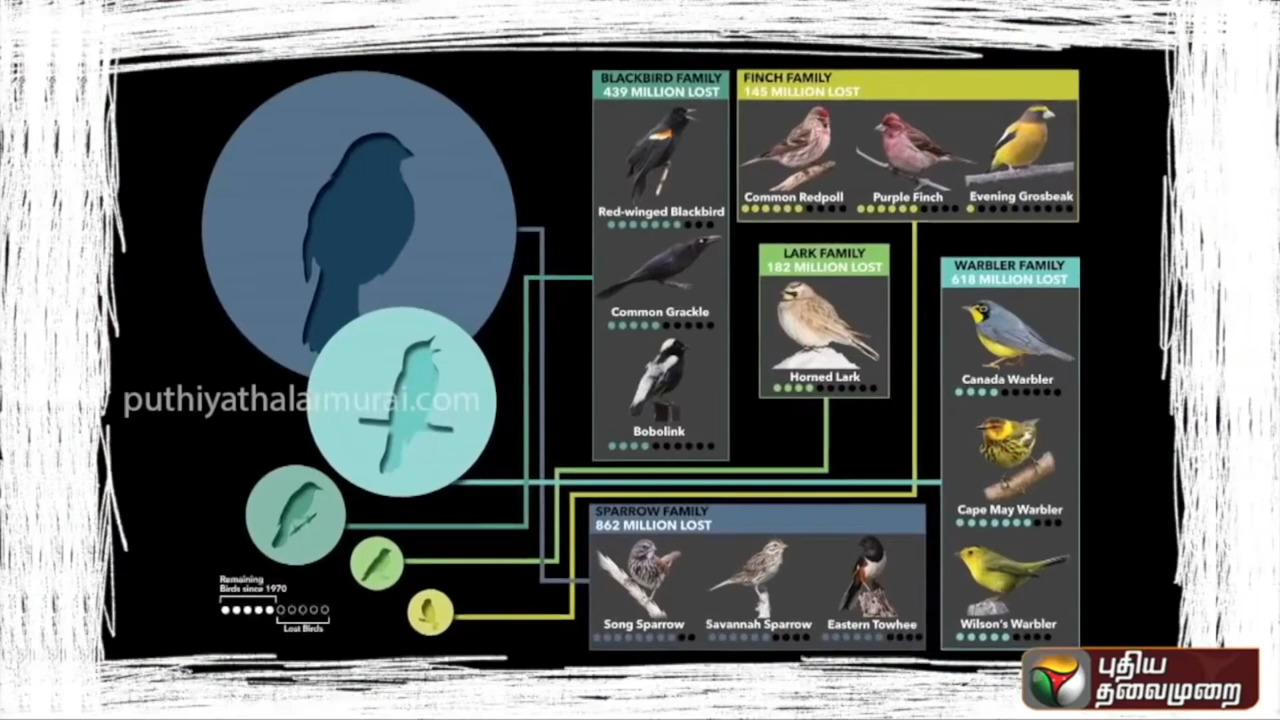 BLACKBIRD FAMILY
439 MILLION LOST
Red-winged Blackbird
Common Grackle
Bobolink
FINCH FAMILY
145 MILLION LOST
Common Redpoll
Purple Finch
Evening Grosbeak
LARK FAMILY
182 MILLION LOST
Horned Lark
WARBLER FAMILY
618 MILLION LOST
Canada Warbler
Cape May Warbler
Wilson's Warbler
puthiyathalaimurai.com
SPARROW FAMILY
862 MILLION LOST
Song Sparrow
Savannah Sparrow
Eastern Towhee
Remaining
Birds since 1970
Lost Birds
புதிய
தலைமுறை